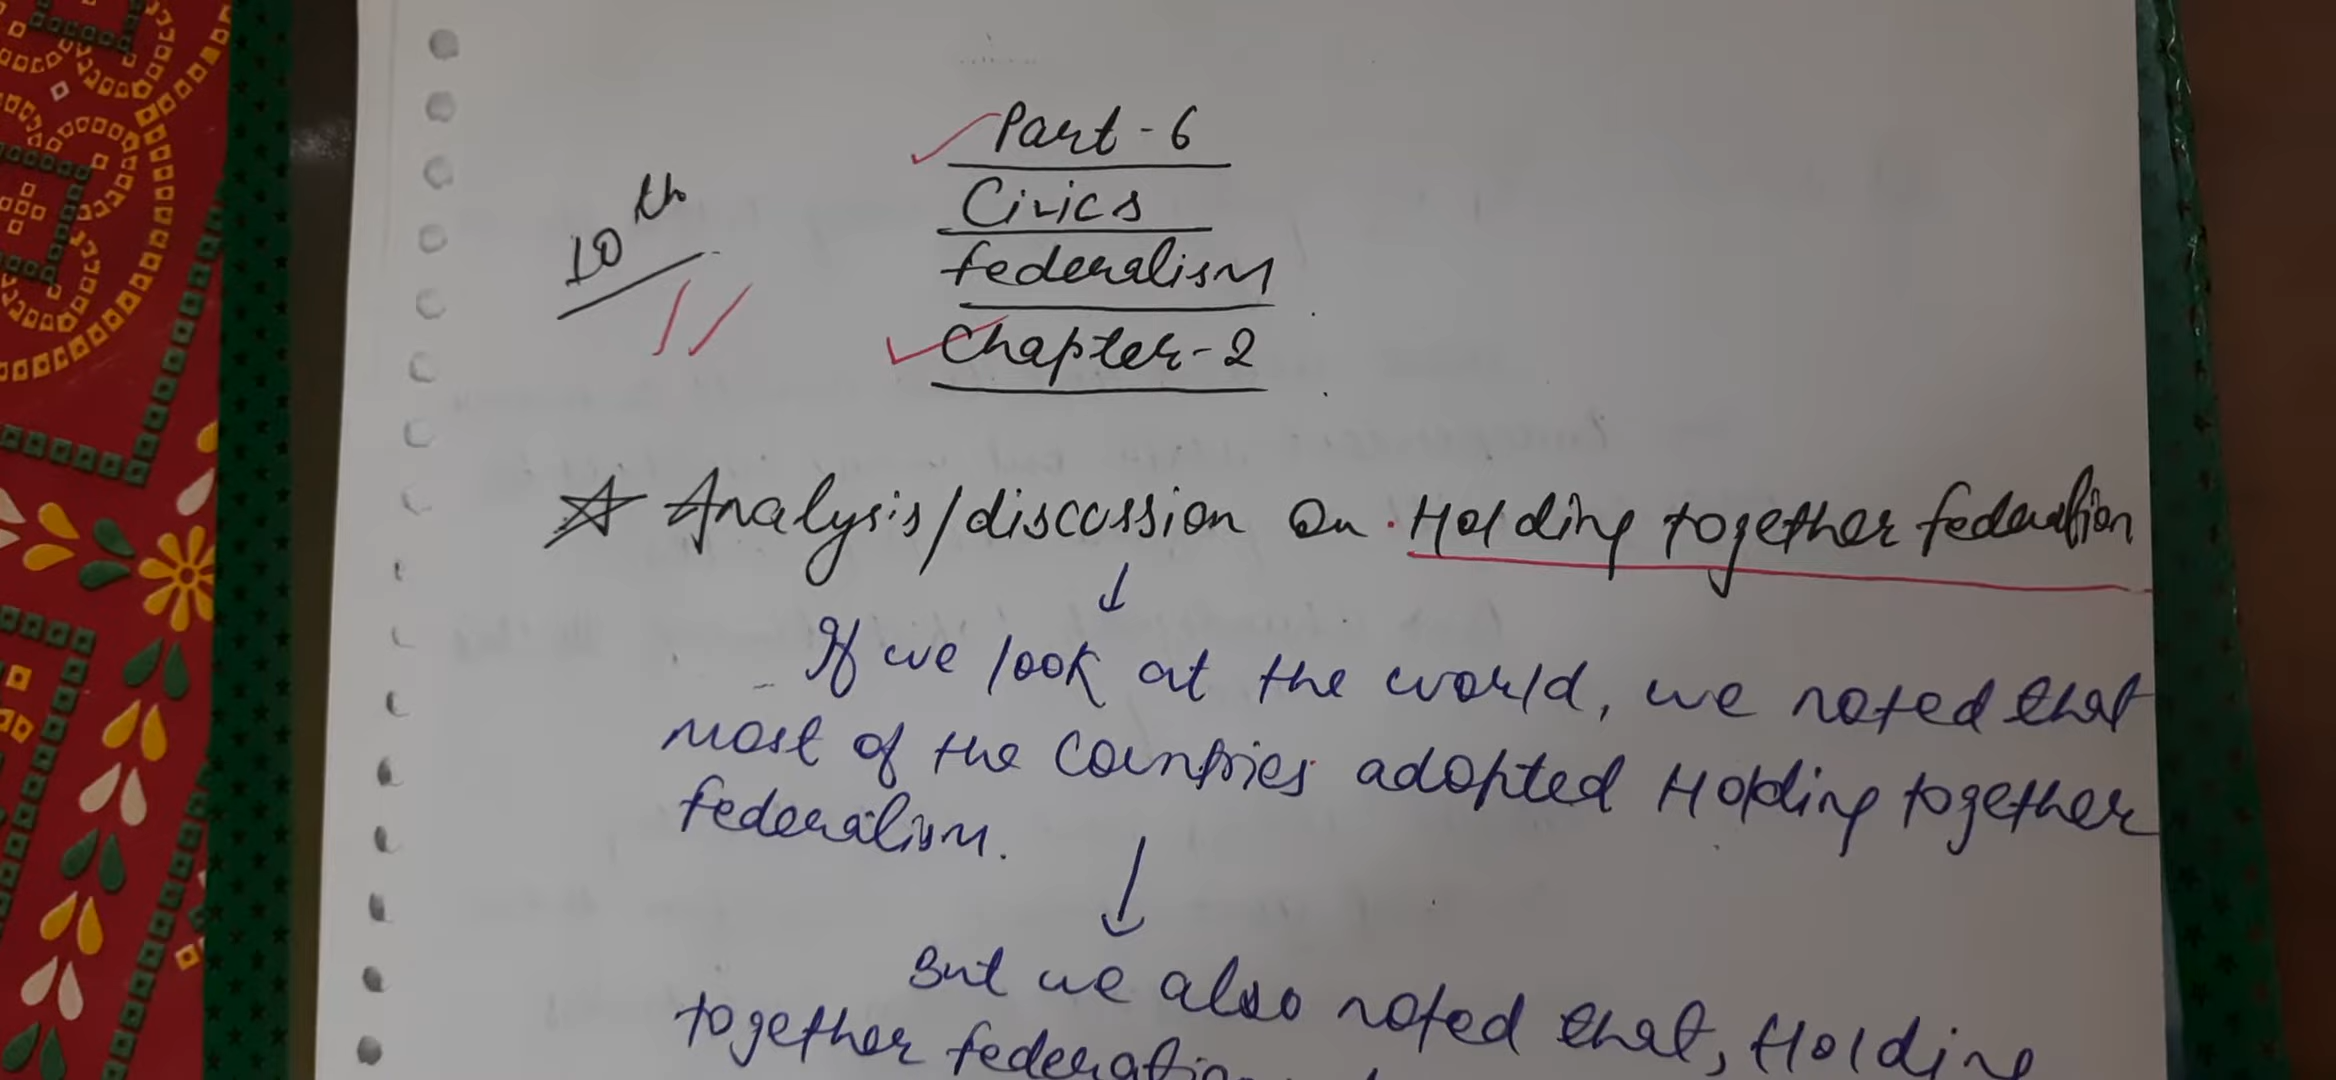 Part - 6
Civics
10th
federalism
Chapter - 2
Analysis/discussion on Holding together federation
If we look at the world, we noted that
most of the countries adopted Holding together
federalism.
But we also noted that, Holding
together federation